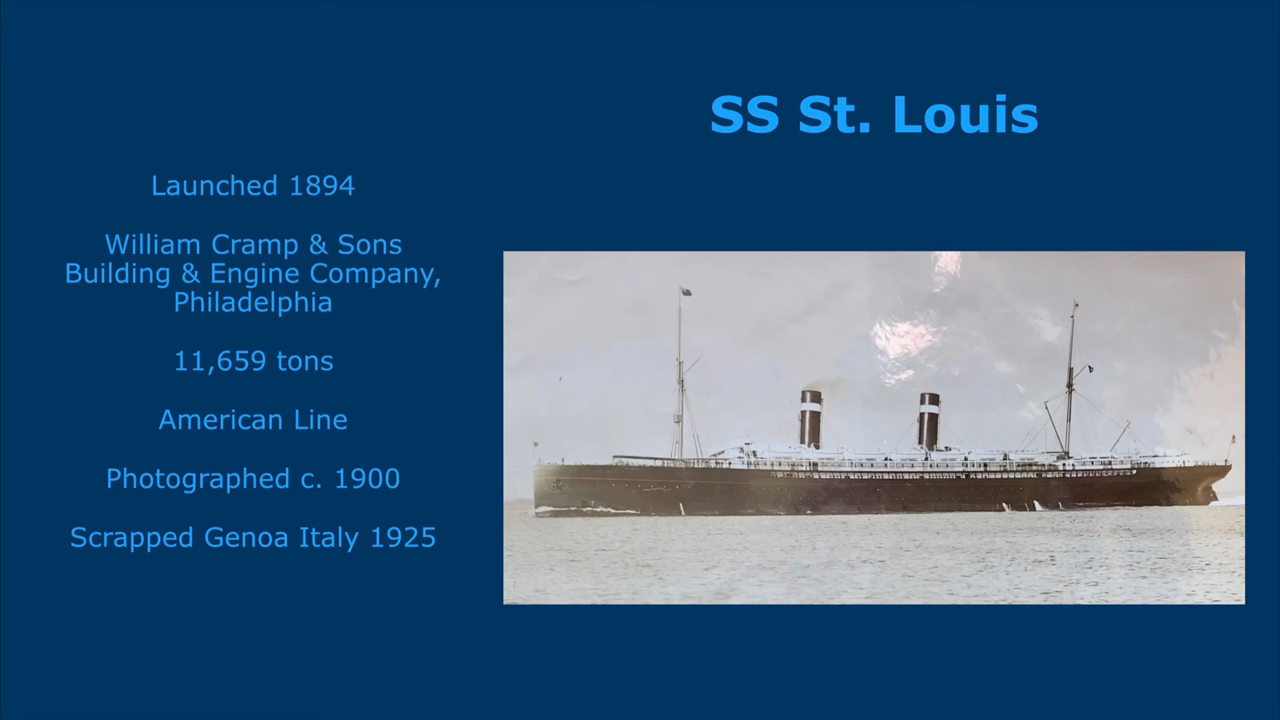 SS St. Louis
Launched 1894
William Cramp & Sons
Building & Engine Company,
Philadelphia
11,659 tons
American Line
Photographed c. 1900
Scrapped Genoa Italy 1925